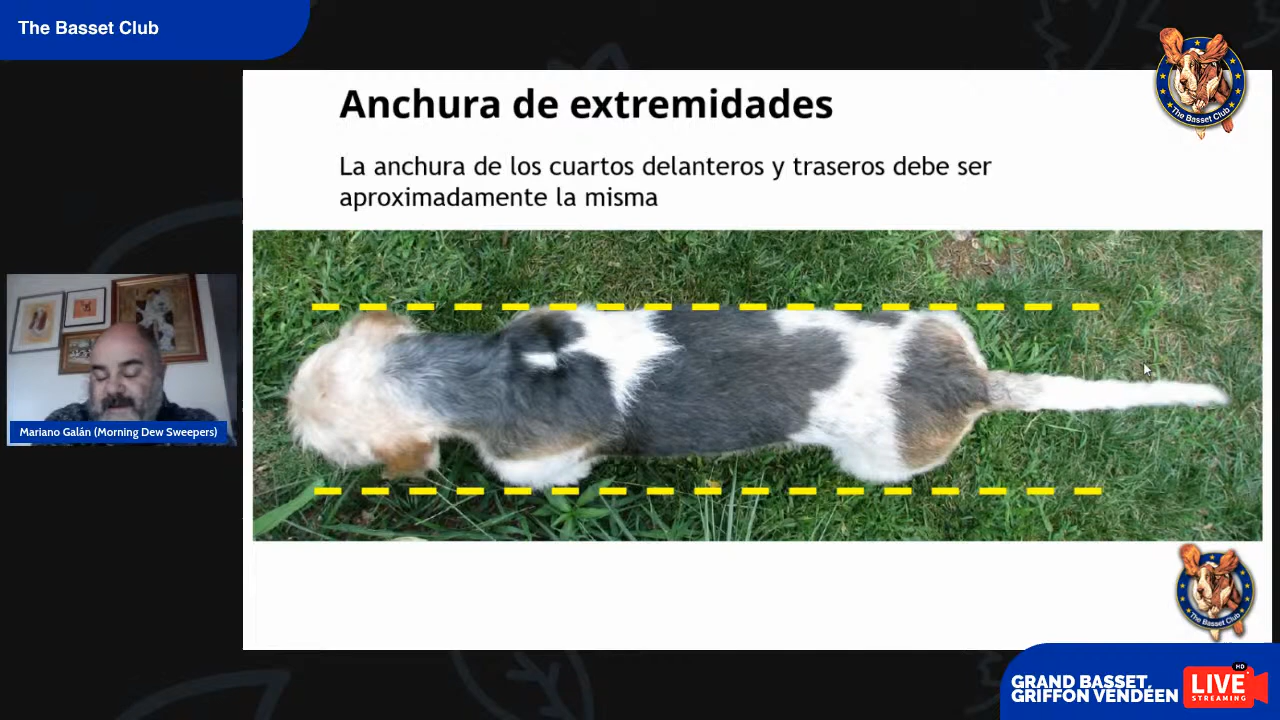 The Basset Club
The Basset Club
Anchura de extremidades
La anchura de los cuartos delanteros y traseros debe ser
aproximadamente la misma
Mariano Galán (Morning Dew Sweepers)
The Basset Club
GRAND BASSET
GRIFFON VENDÉEN
HD
LIVE
STREAMING